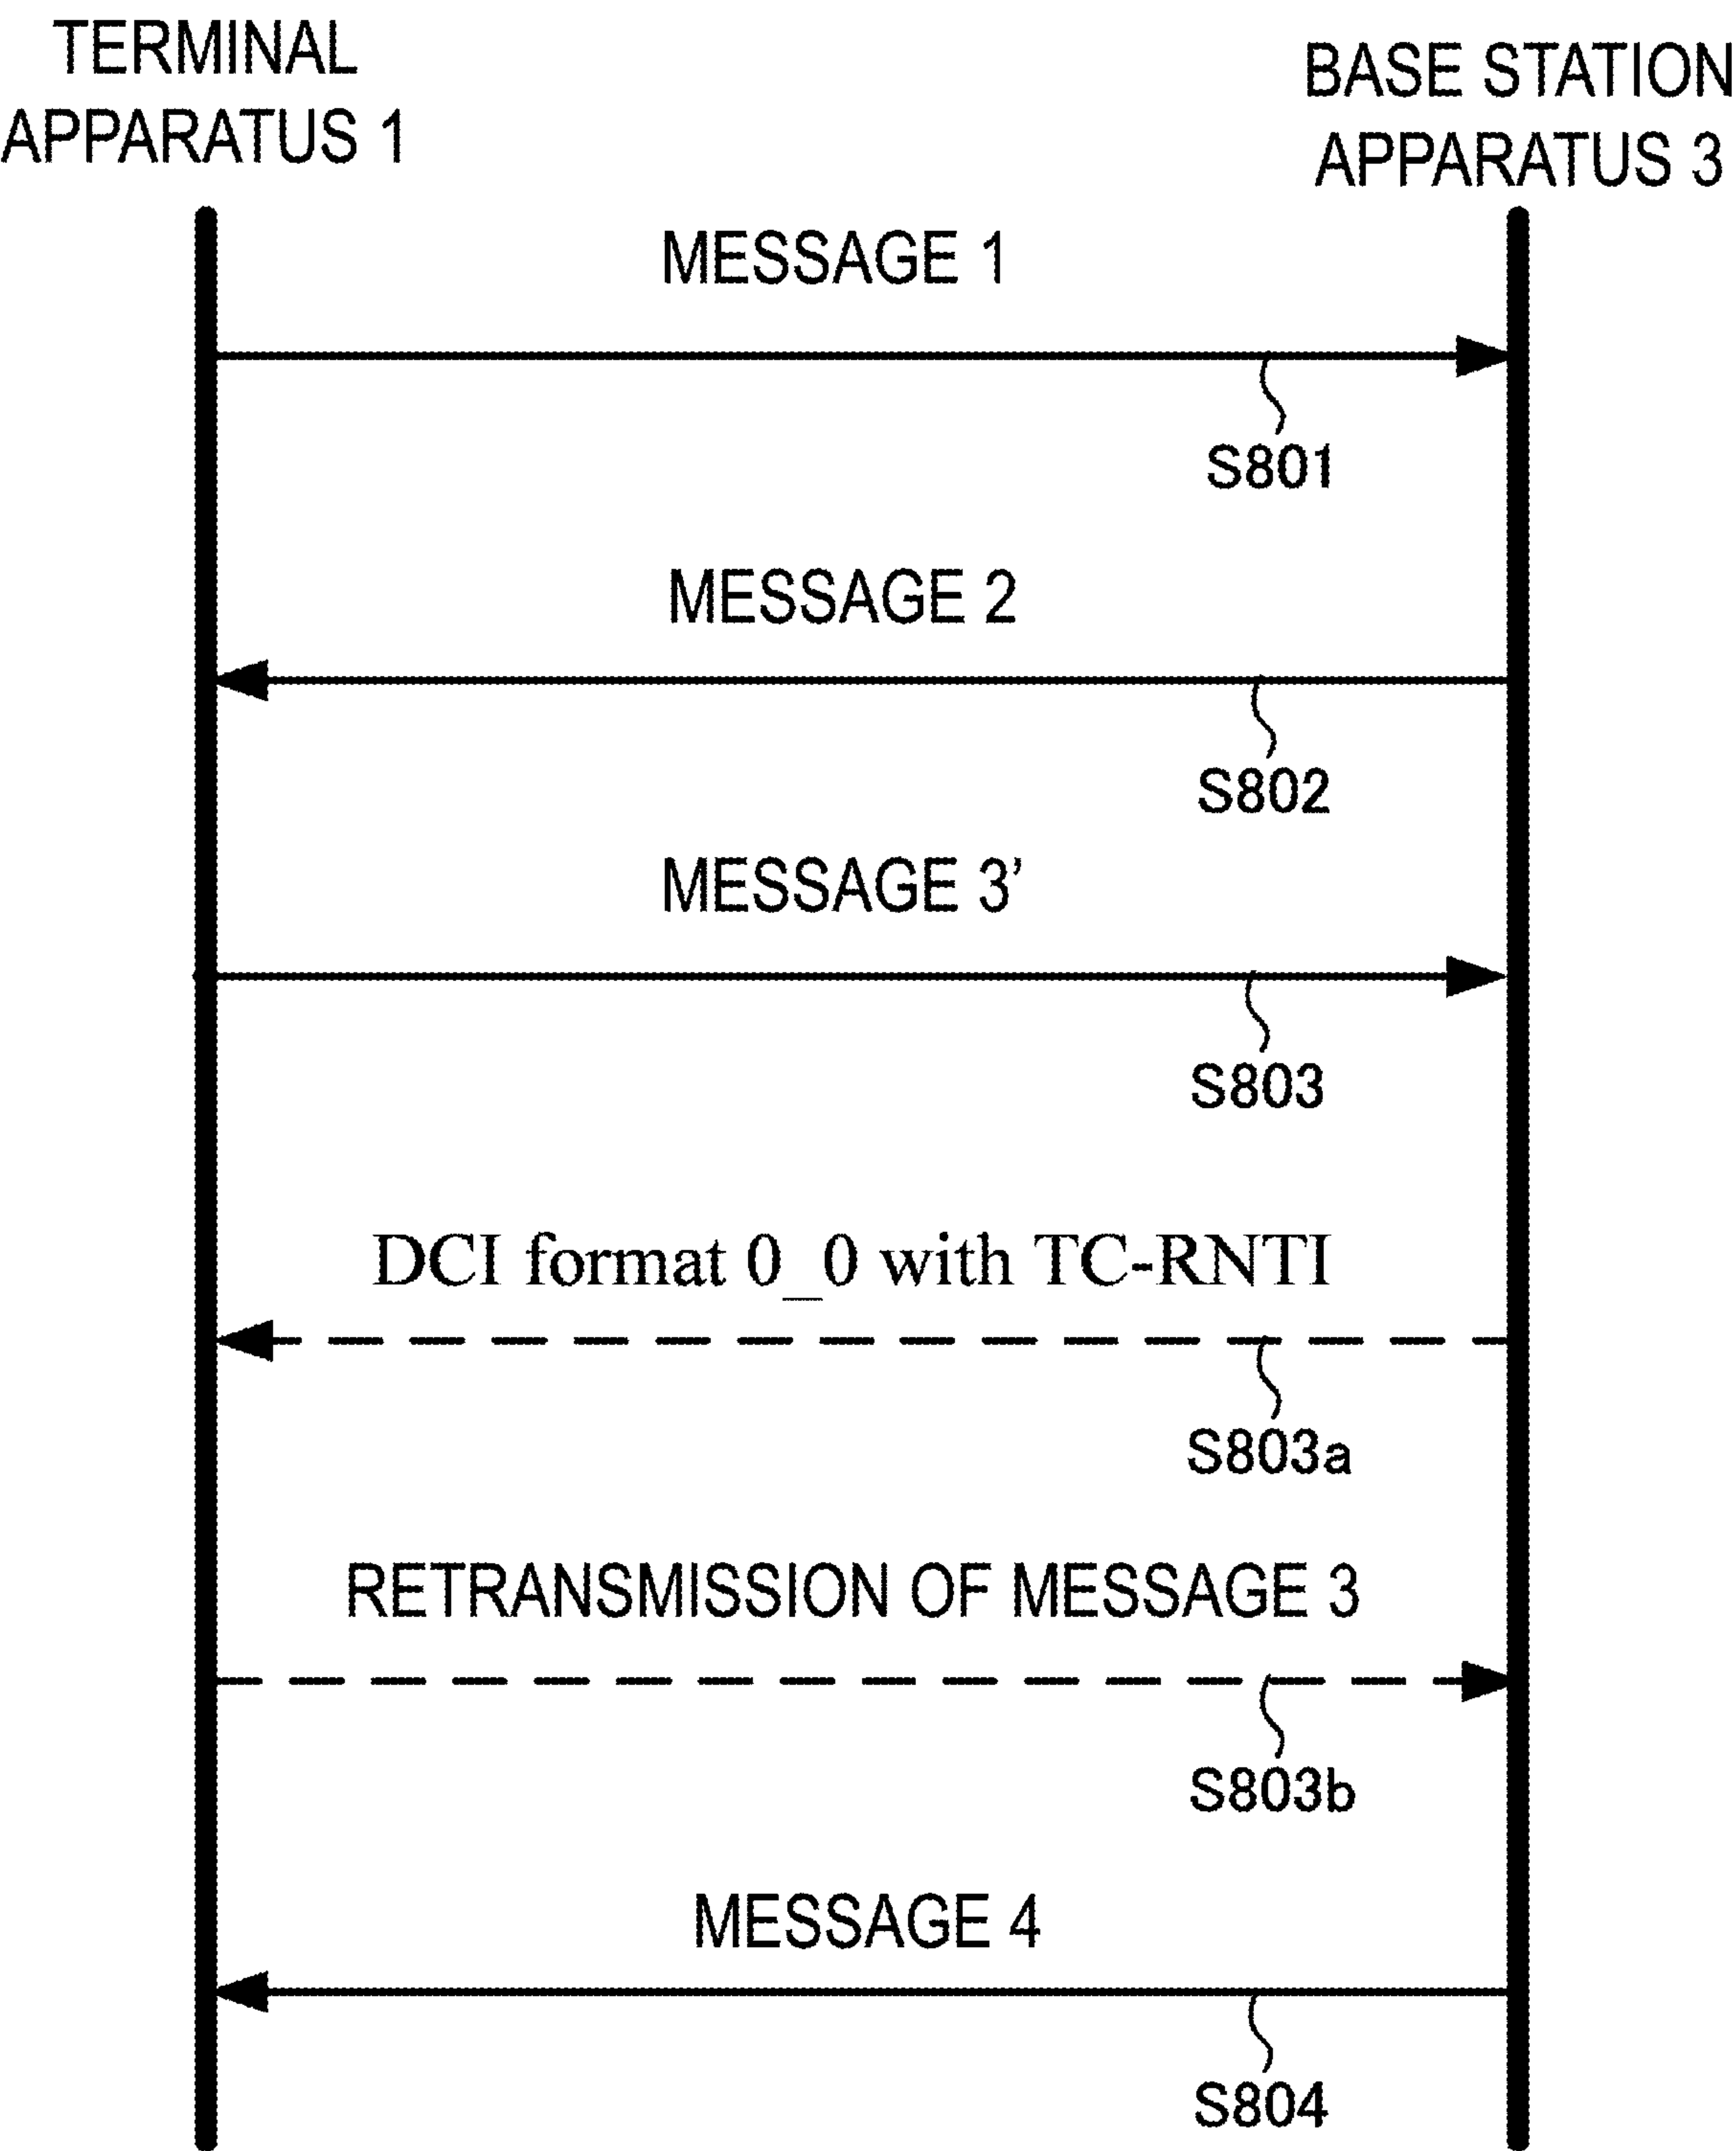 TERMINAL
APPARATUS 1
BASE STATION
APPARATUS 3
MESSAGE 1
S801
MESSAGE 2
S802
MESSAGE 3’
S803
DCI format 0_0 with TC-RNTI
S803a
RETRANSMISSION OF MESSAGE 3
S803b
MESSAGE 4
S804